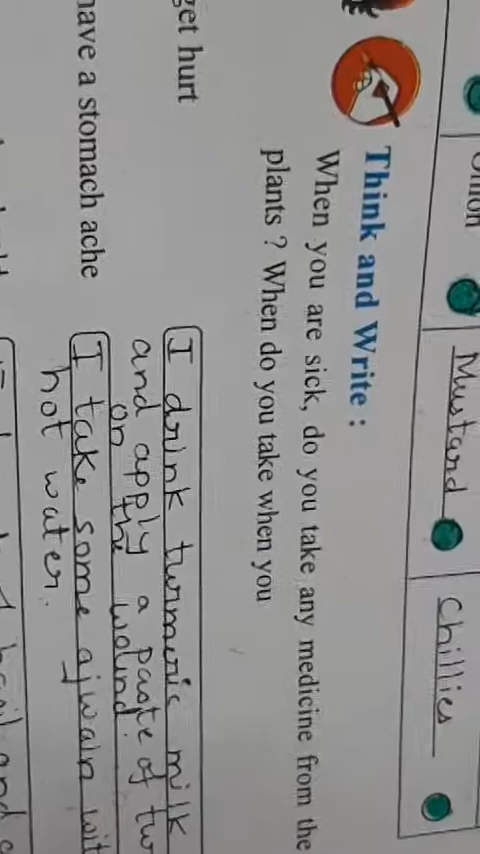 Onion
Mustard
Chillies
Think and Write :
When you are sick, do you take any medicine from the
plants ? When do you take when you
get hurt
I drink turmeric milk
and apply a paste of
on the wound.
have a stomach ache
I take some ajwain
hot water.